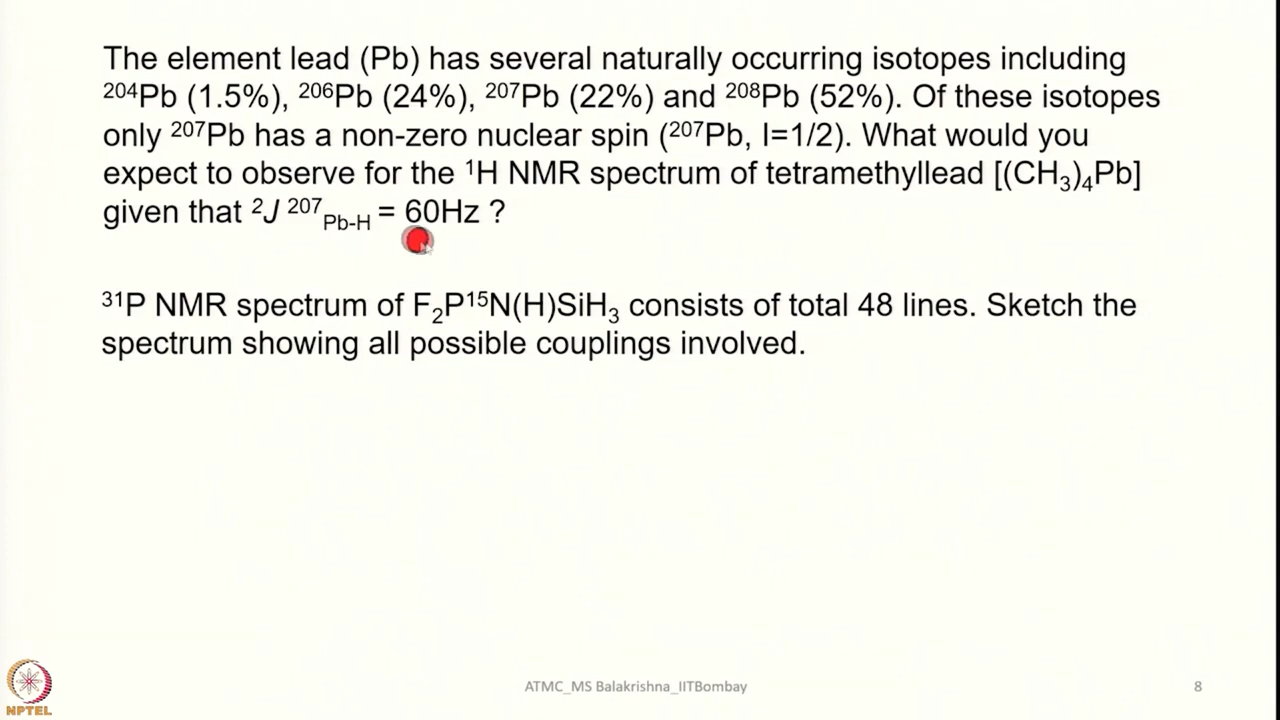 The element lead (Pb) has several naturally occurring isotopes including
²⁰⁴Pb (1.5%), ²⁰⁶Pb (24%), ²⁰⁷Pb (22%) and ²⁰⁸Pb (52%). Of these isotopes
only ²⁰⁷Pb has a non-zero nuclear spin (²⁰⁷Pb, I=1/2). What would you
expect to observe for the ¹H NMR spectrum of tetramethyllead [(CH₃)₄Pb]
given that ²J ²⁰⁷Pb-H = 60Hz ?
³¹P NMR spectrum of F₂P¹⁵N(H)SiH₃ consists of total 48 lines. Sketch the
spectrum showing all possible couplings involved.
NPTEL
ATMC_MS Balakrishna_IITBombay
8